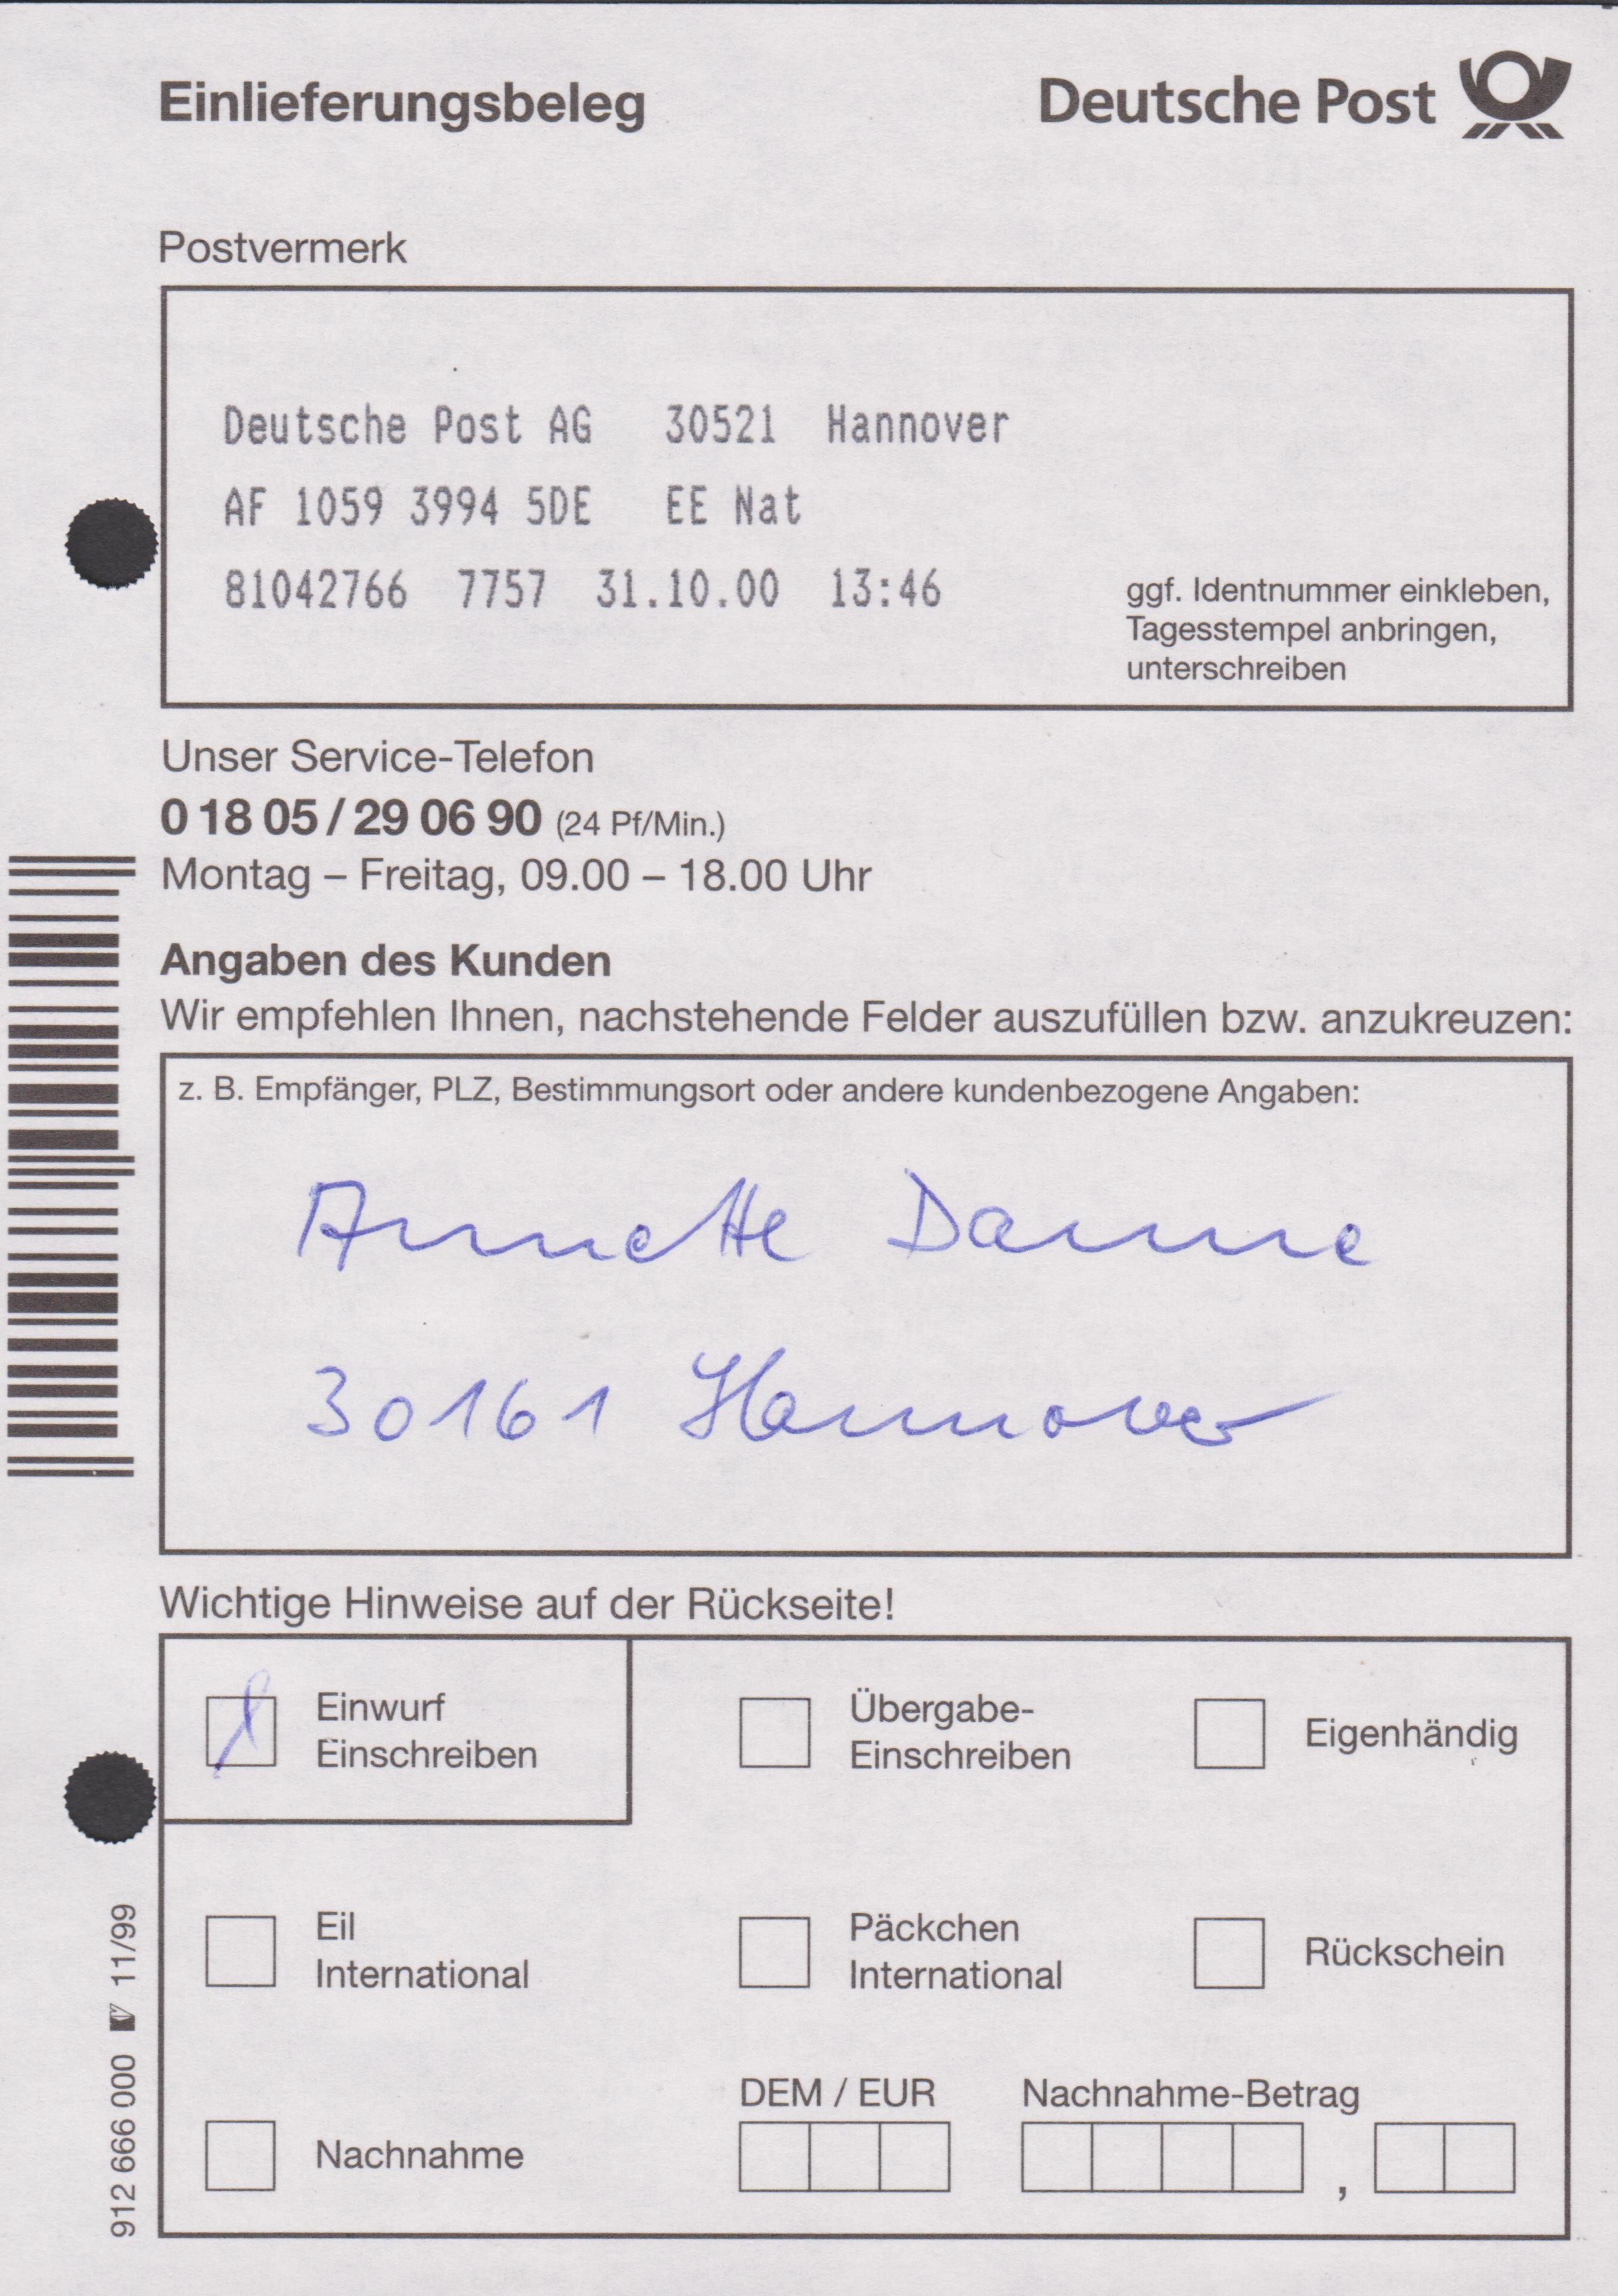 Einlieferungsbeleg
Deutsche Post
Postvermerk
Deutsche Post AG 30521 Hannover
AF 1059 3994 5DE EE Nat
81042766 7757 31.10.00 13:46
ggf. Identnummer einkleben,
Tagesstempel anbringen,
unterschreiben
Unser Service-Telefon
0 18 05 / 29 06 90 (24 Pf/Min.)
Montag – Freitag, 09.00 – 18.00 Uhr
Angaben des Kunden
Wir empfehlen Ihnen, nachstehende Felder auszufüllen bzw. anzukreuzen:
z. B. Empfänger, PLZ, Bestimmungsort oder andere kundenbezogene Angaben:
Annette
30161 Hannover
Wichtige Hinweise auf der Rückseite!
Einwurf
Einschreiben
Übergabe-
Einschreiben
Eigenhändig
Eil
International
Päckchen
International
Rückschein
Nachnahme
DEM / EUR
Nachnahme-Betrag
,
912 666 000 11/99